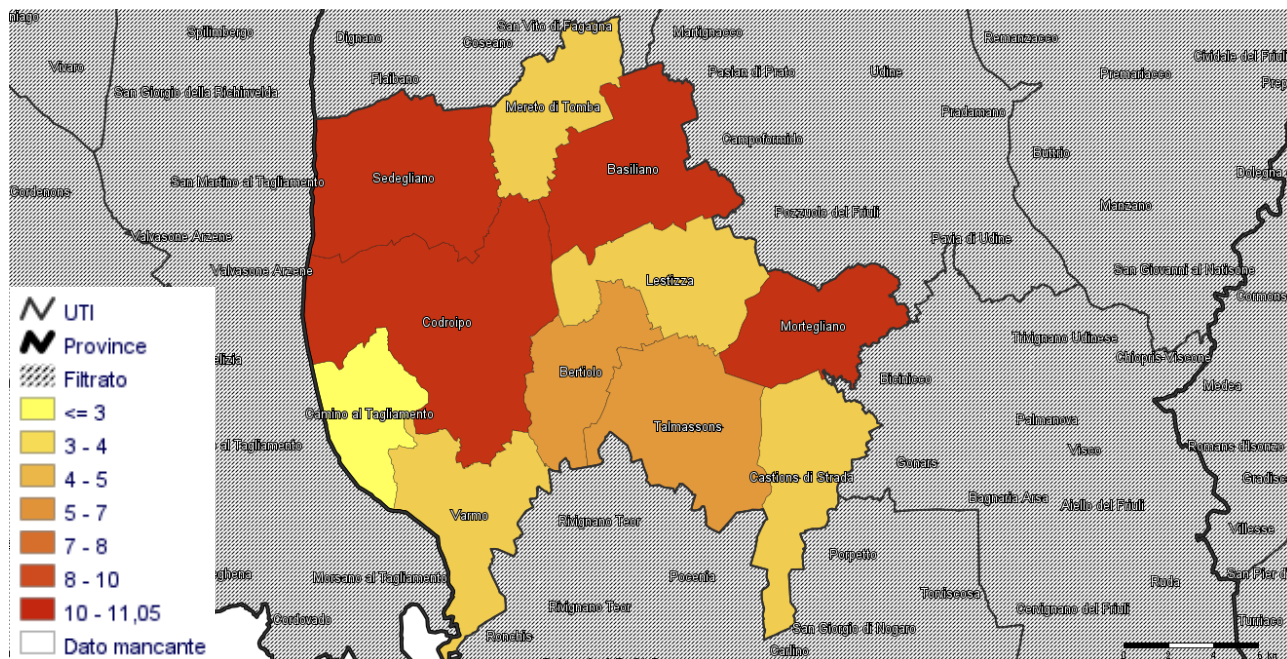 Spilimbergo
Dignano
San Vito di Fagagna
Coseano
Martignacco
Remanzacco
Cividale del Friuli
Vivaro
Flaibano
Pasian di Prato
Udine
Premariacco
San Giorgio della Richinvelda
Mereto di Tomba
Pradamano
Campoformido
Buttrio
Sedegliano
Basiliano
San Martino al Tagliamento
Cordenons
Manzano
Pozzuolo del Friuli
Valvasone Arzene
Pavia di Udine
Valvasone Arzene
San Giovanni al Natisone
Lestizza
Codroipo
Mortegliano
Trivignano Udinese
Chiopris-Viscone
Bertiolo
Bicinicco
Medea
Camino al Tagliamento
Talmassons
Palmanova
Visco
Romans d'Isonzo
Gonars
Castions di Strada
Bagnaria Arsa
Aiello del Friuli
Varmo
Rivignano Teor
Villesse
Porpetto
Morsano al Tagliamento
Pocenia
Ruda
Torviscosa
Rivignano Teor
Cervignano del Friuli
Cordovado
Ronchis
San Giorgio di Nogaro
Turriaco
Carlino
UTI
Province
Filtrato
<= 3
3 - 4
4 - 5
5 - 7
7 - 8
8 - 10
10 - 11,05
Dato mancante